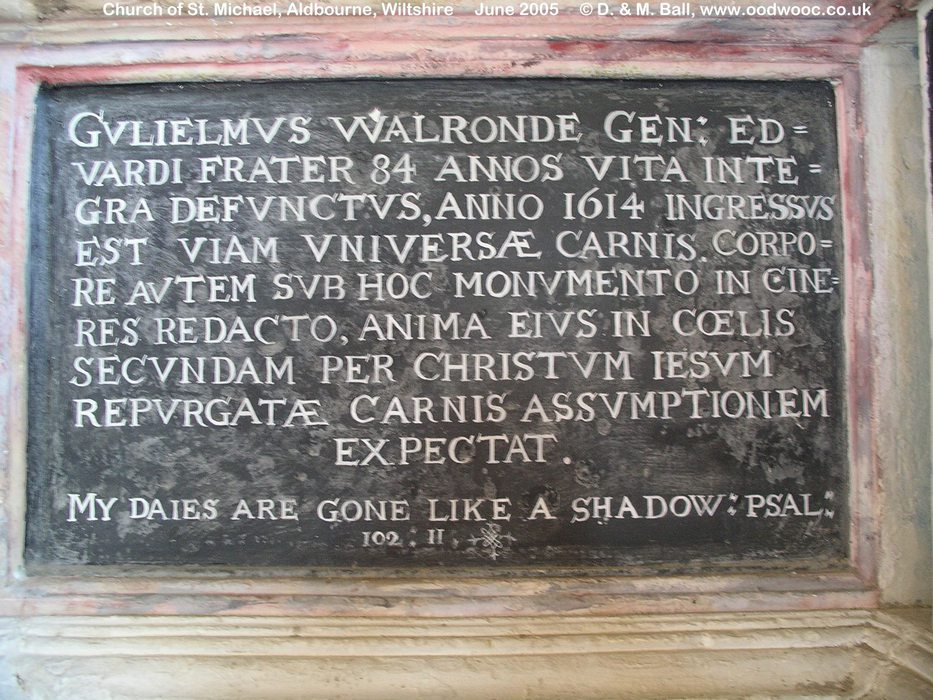 Church of St. Michael, Aldbourne, Wiltshire June 2005 © D. & M. Ball, www.oodwooc.co.uk
GVLIELMVS WALRONDE GEN: ED=
VARDI FRATER 84 ANNOS VITA INTE=
GRA DEFVNCTVS, ANNO 1614 INGRESSVS
EST VIAM VNIVERSÆ CARNIS. CORPO=
RE AVTEM SVB HOC MONVMENTO IN CINE=
RES REDACTO, ANIMA EIVS IN CŒLIS
SECVNDAM PER CHRISTVM IESVM
REPVRGATÆ CARNIS ASSVMPTIONEM
EXPECTAT.
MY DAIES ARE GONE LIKE A SHADOW: PSAL:
102 : 11 .